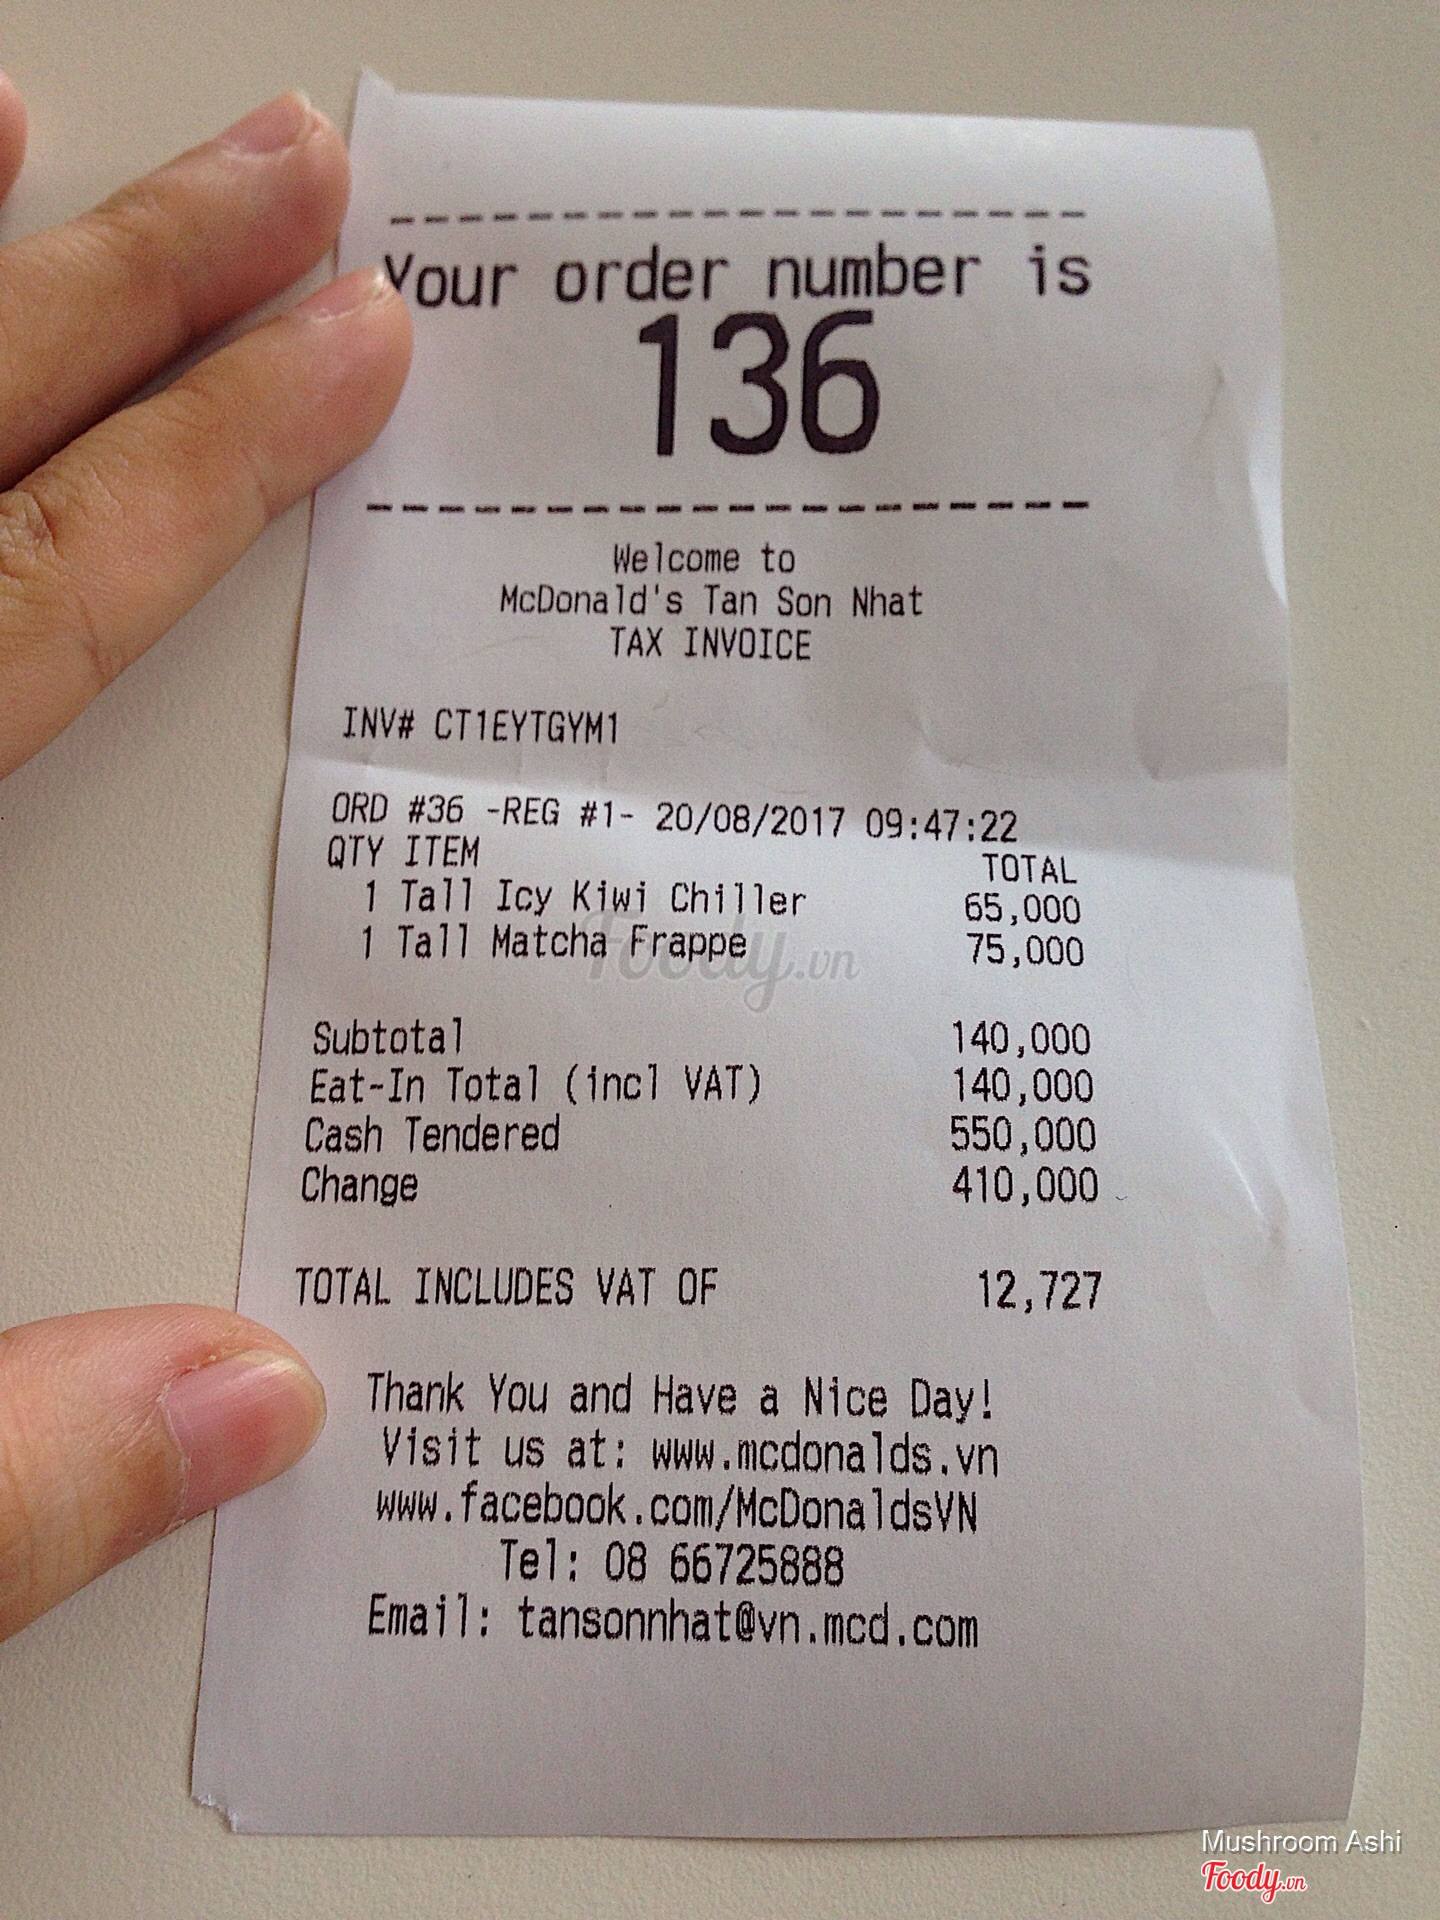 Your order number is
136
Welcome to
McDonald's Tan Son Nhat
TAX INVOICE
INV# CT1EYTGYM1
ORD #36 -REG #1- 20/08/2017 09:47:22
QTY ITEM TOTAL
1 Tall Icy Kiwi Chiller 65,000
1 Tall Matcha Frappe 75,000
Foody.vn
Subtotal 140,000
Eat-In Total (incl VAT) 140,000
Cash Tendered 550,000
Change 410,000
TOTAL INCLUDES VAT OF 12,727
Thank You and Have a Nice Day!
Visit us at: www.mcdonalds.vn
www.facebook.com/McDonaldsVN
Tel: 08 66725888
Email: tansonnhat@vn.mcd.com
Mushroom Ashi
Foody.vn